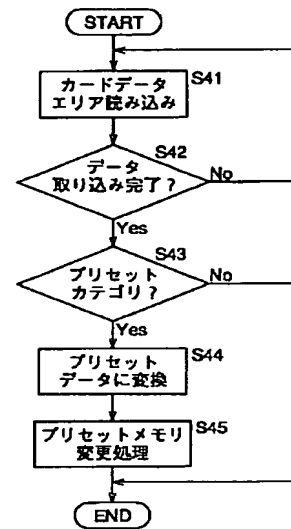 START
カードデータ
エリア読み込み
S41
データ
取り込み完了?
S42
No
Yes
プリセット
カテゴリ?
S43
No
Yes
プリセット
データに変換
S44
プリセットメモリ
変更処理
S45
END